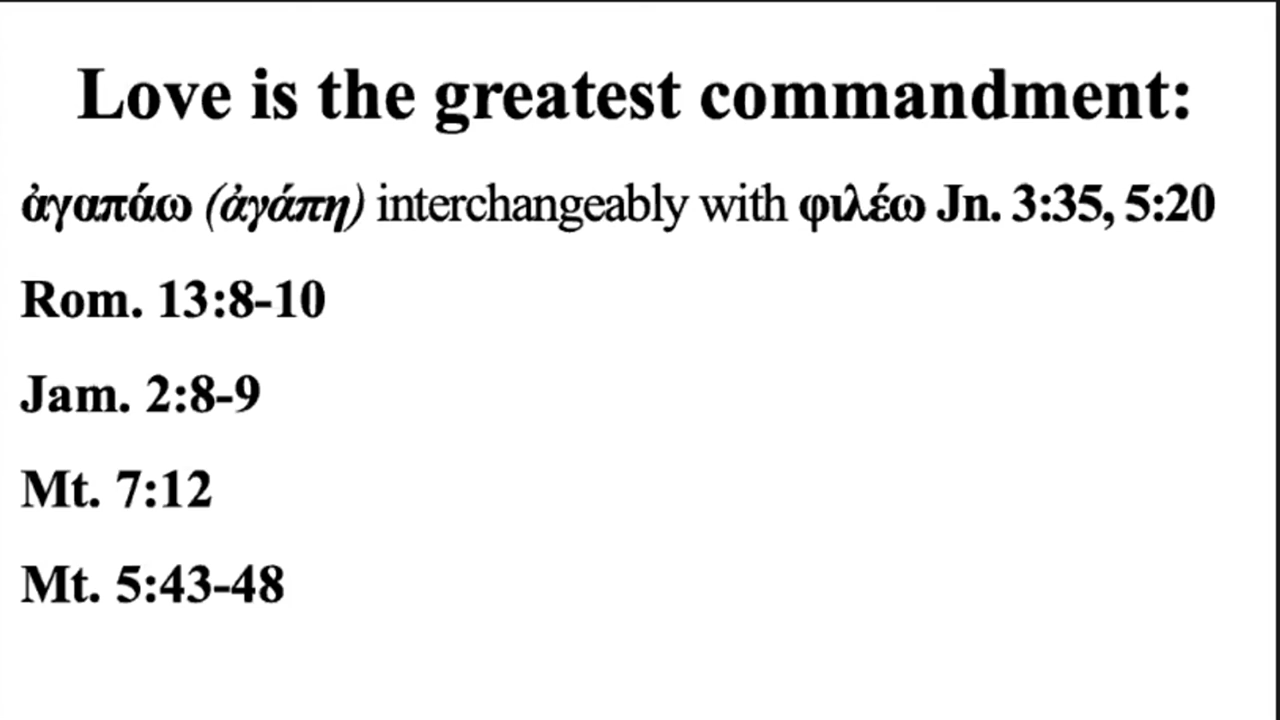 Love is the greatest commandment:
ἀγαπάω (ἀγάπη) interchangeably with φιλέω Jn. 3:35, 5:20
Rom. 13:8-10
Jam. 2:8-9
Mt. 7:12
Mt. 5:43-48